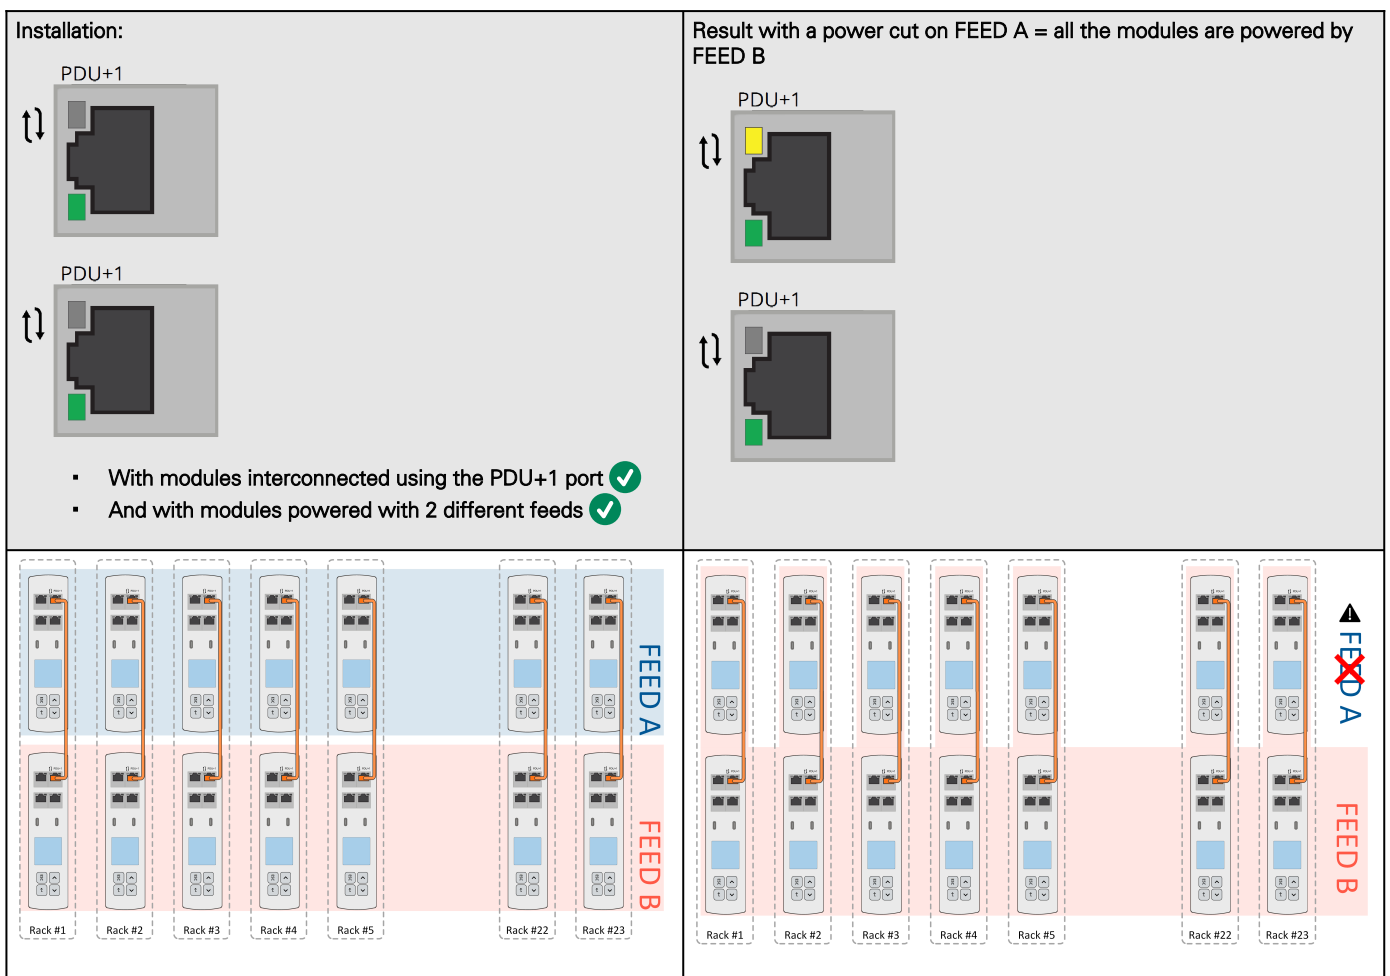 Installation:
PDU+1
PDU+1
▪ With modules interconnected using the PDU+1 port
▪ And with modules powered with 2 different feeds
Result with a power cut on FEED A = all the modules are powered by
FEED B
PDU+1
PDU+1
FEED A
FEED B
Rack #1 Rack #2 Rack #3 Rack #4 Rack #5 Rack #22 Rack #23
FEED A
FEED B
Rack #1 Rack #2 Rack #3 Rack #4 Rack #5 Rack #22 Rack #23